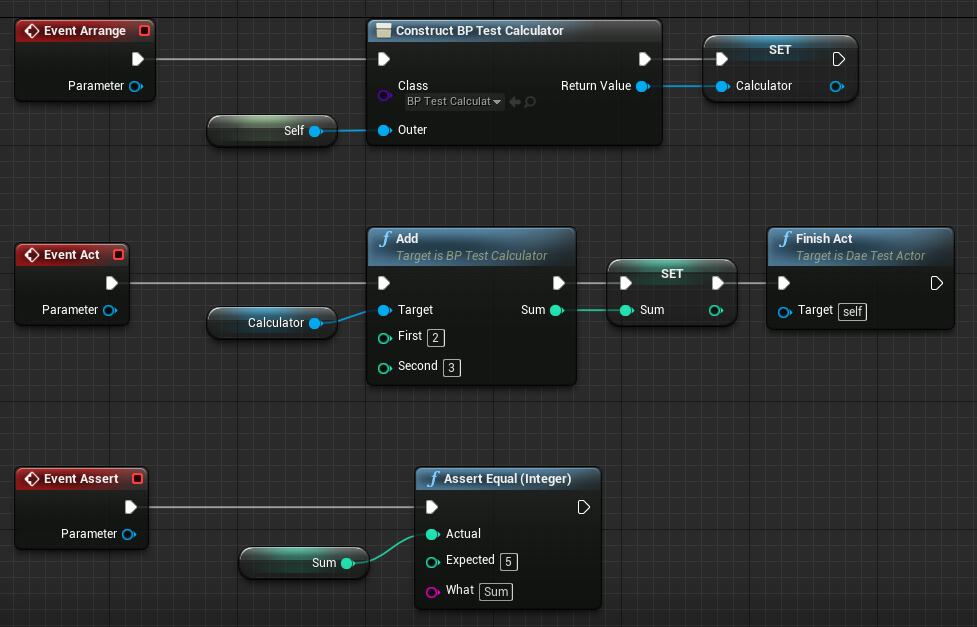 Event Arrange
Parameter
Self
Construct BP Test Calculator
Class
BP Test Calculat
Return Value
Outer
SET
Calculator
Event Act
Parameter
Calculator
Add
Target is BP Test Calculator
Target
Sum
First 2
Second 3
SET
Sum
Finish Act
Target is Dae Test Actor
Target self
Event Assert
Parameter
Sum
Assert Equal (Integer)
Actual
Expected 5
What Sum